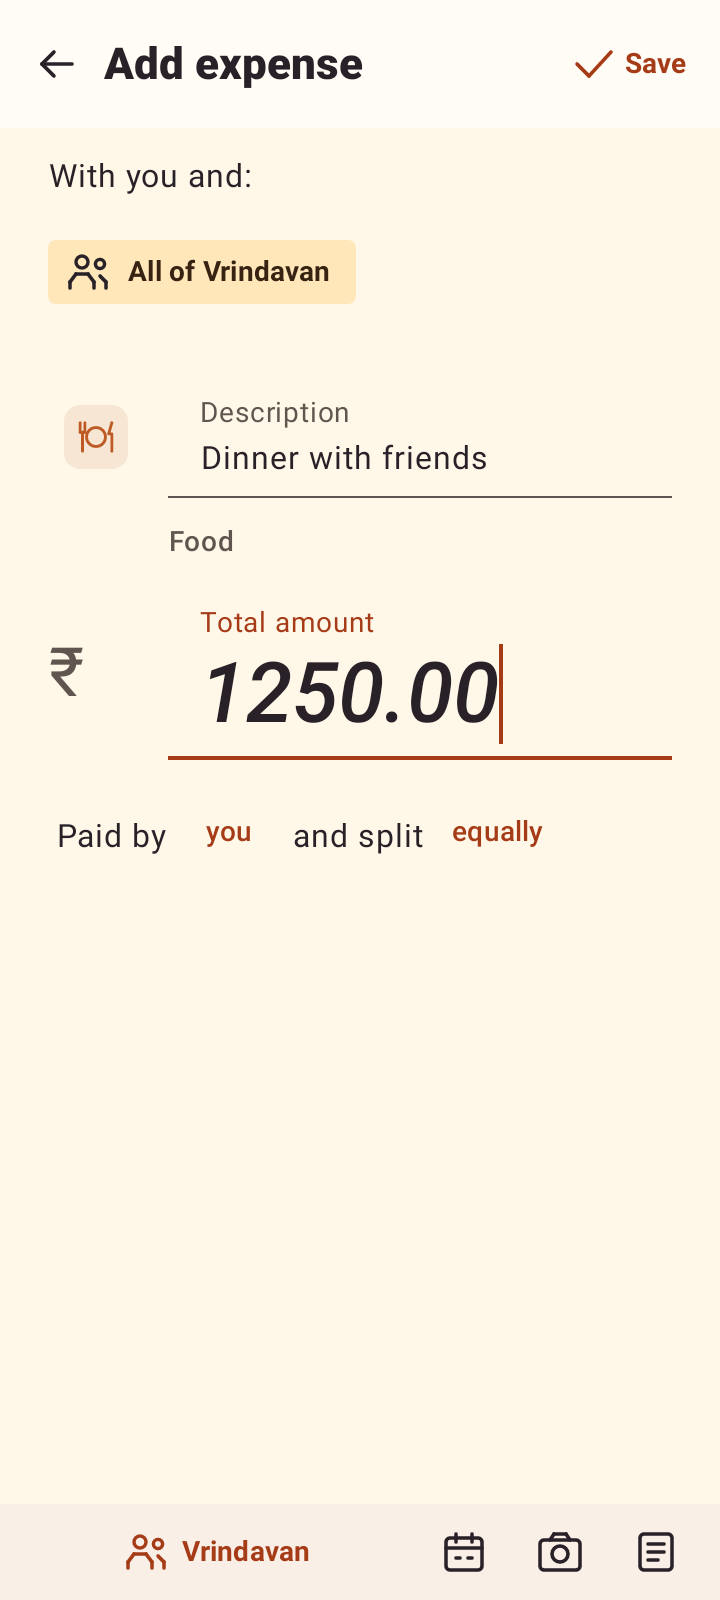 Add expense
Save
With you and:
All of Vrindavan
Description
Dinner with friends
Food
Total amount
₹ 1250.00
Paid by you and split equally
Vrindavan